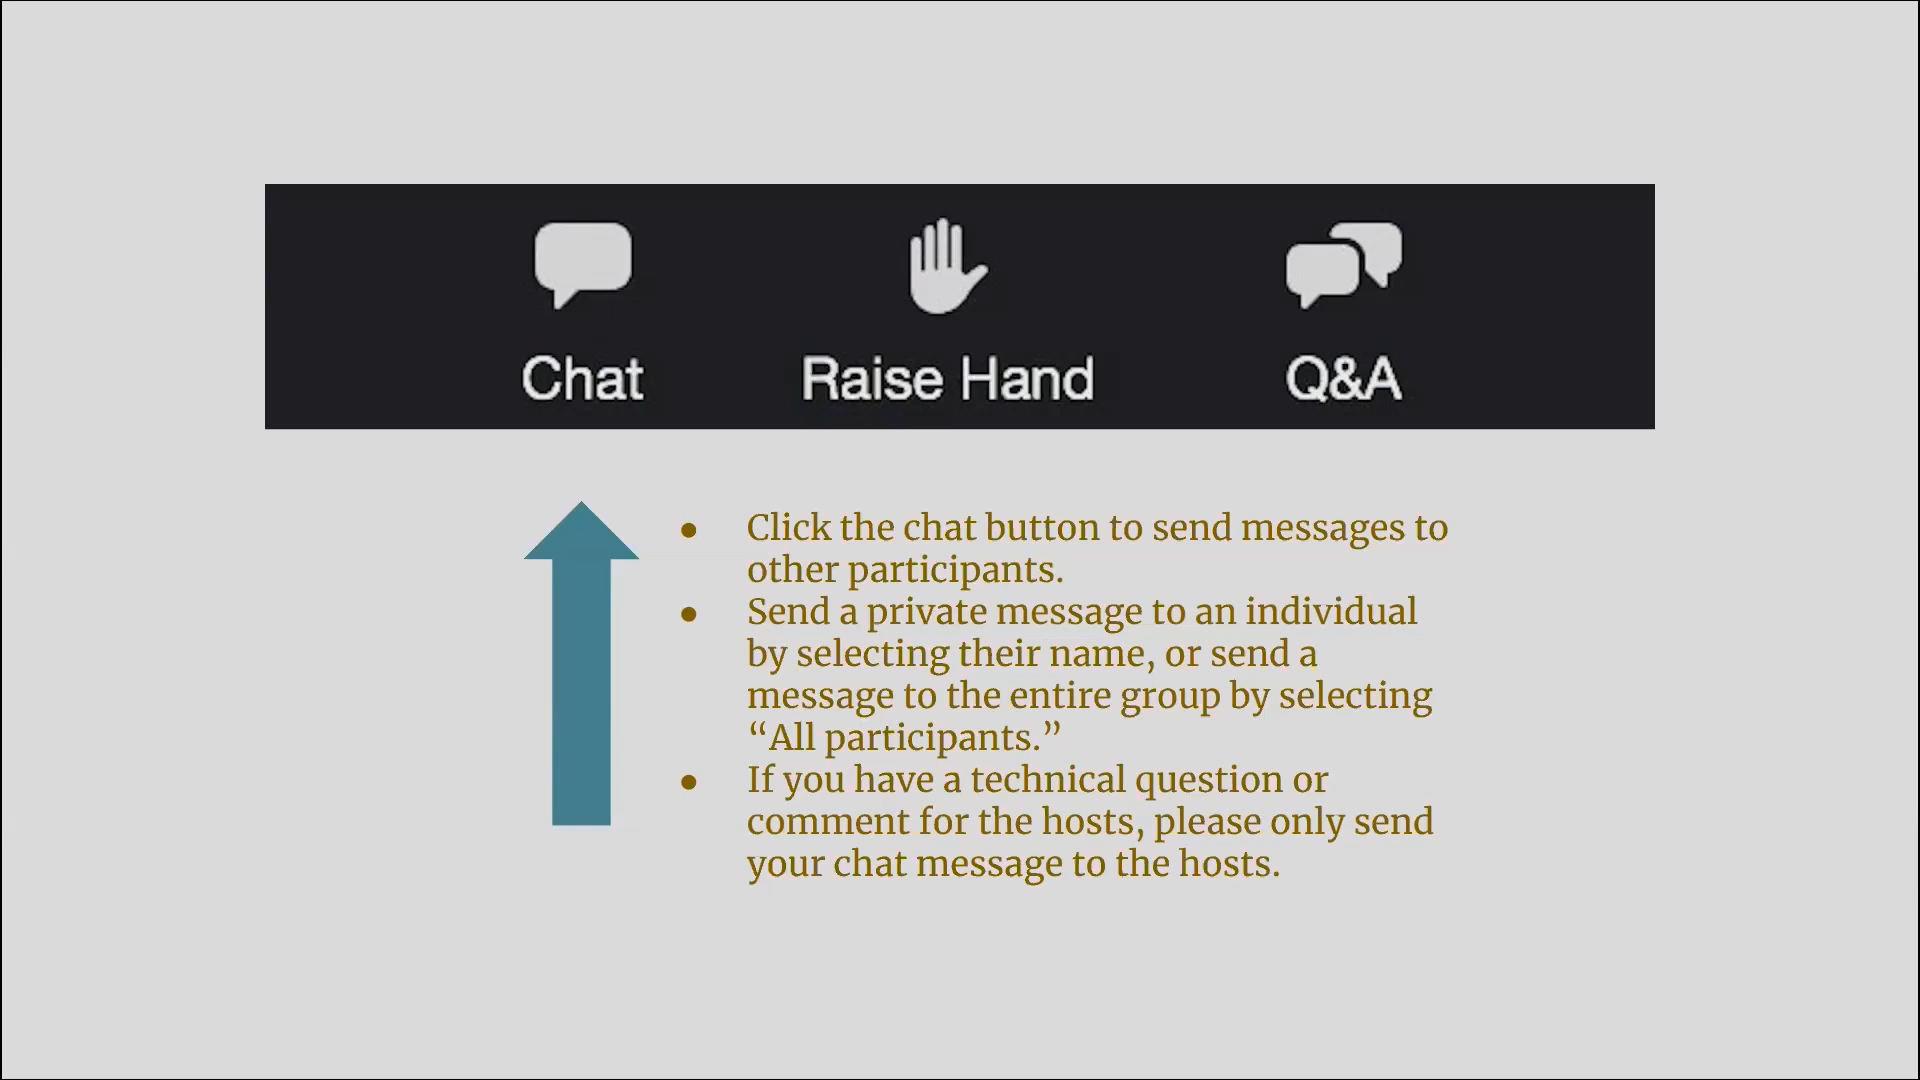 Chat Raise Hand Q&A
● Click the chat button to send messages to
other participants.
● Send a private message to an individual
by selecting their name, or send a
message to the entire group by selecting
“All participants.”
● If you have a technical question or
comment for the hosts, please only send
your chat message to the hosts.